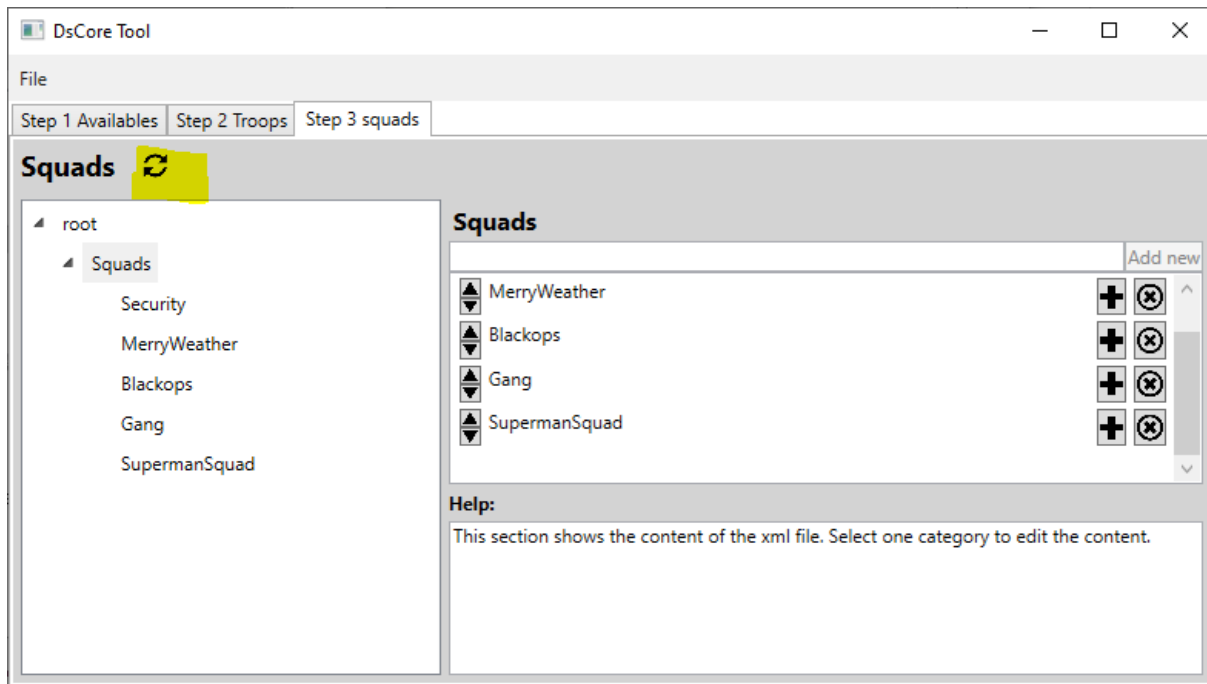 DsCore Tool
File
Step 1 Availables Step 2 Troops Step 3 squads
Squads
root
Squads
Security
MerryWeather
Blackops
Gang
SupermanSquad
Squads
Add new
MerryWeather
Blackops
Gang
SupermanSquad
Help:
This section shows the content of the xml file. Select one category to edit the content.